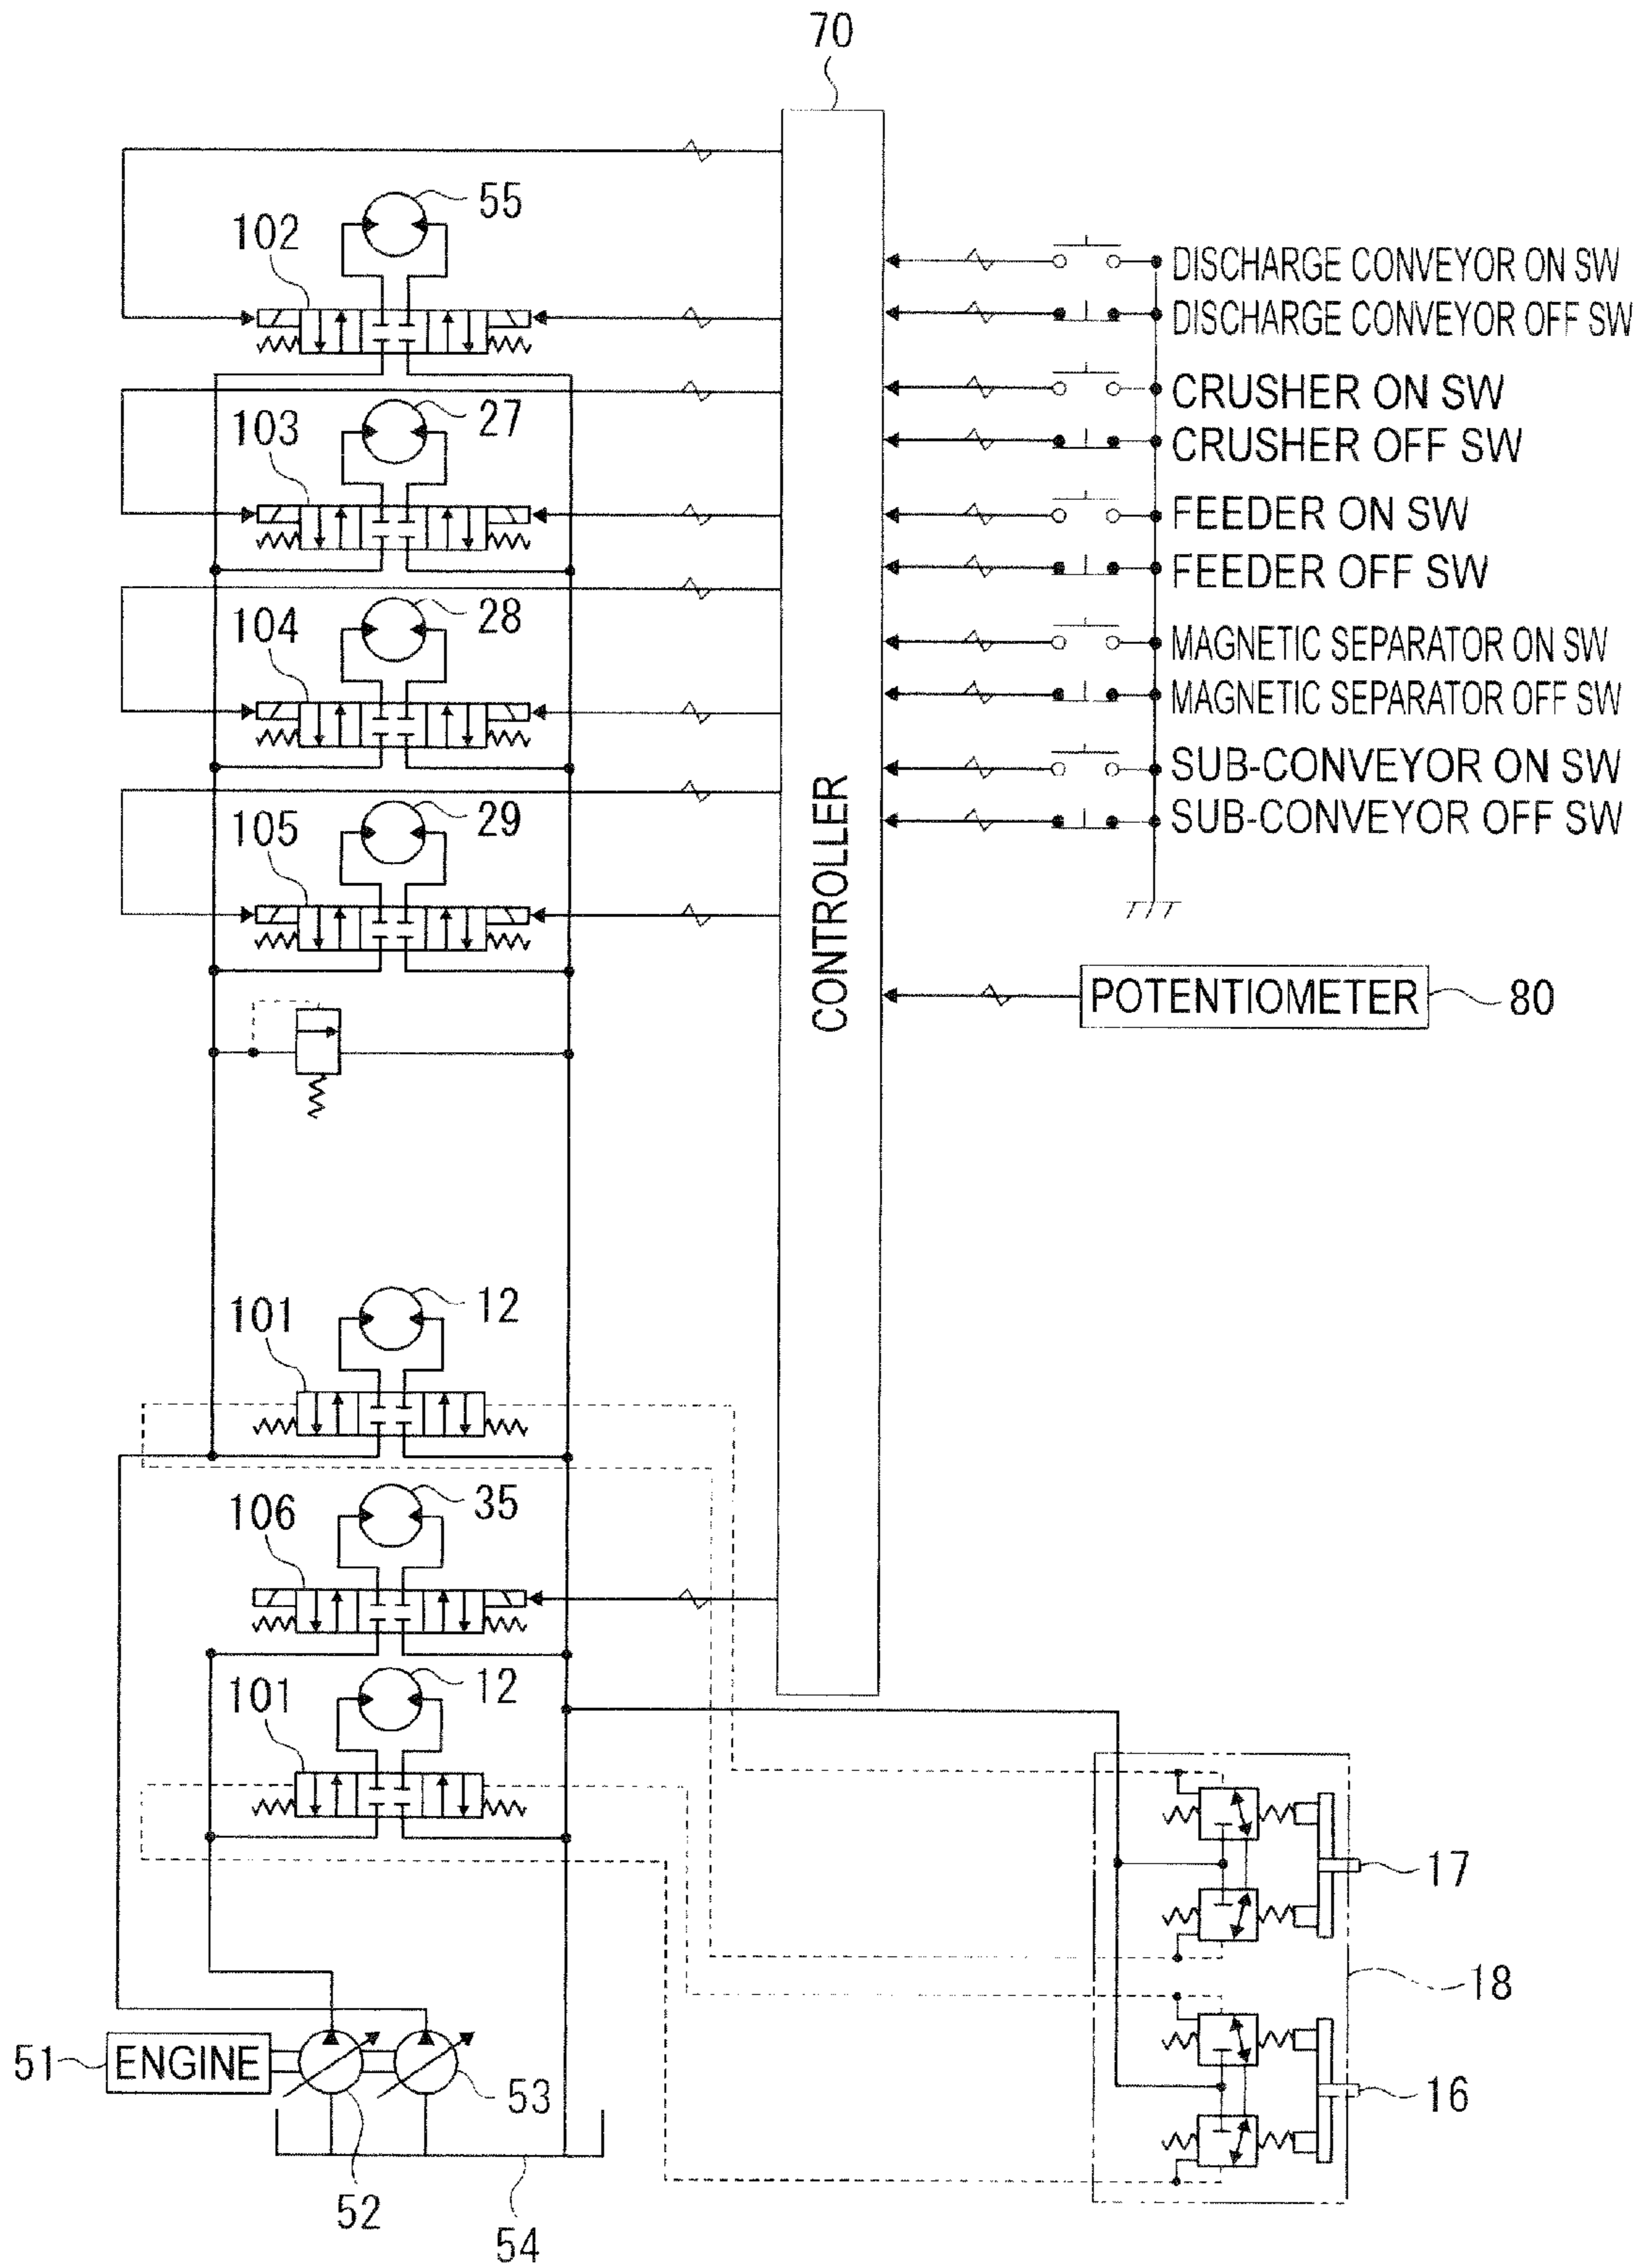 70
55
102
DISCHARGE CONVEYOR ON SW
DISCHARGE CONVEYOR OFF SW
CRUSHER ON SW
27
103
CRUSHER OFF SW
FEEDER ON SW
FEEDER OFF SW
28
104
MAGNETIC SEPARATOR ON SW
MAGNETIC SEPARATOR OFF SW
SUB-CONVEYOR ON SW
29
105
SUB-CONVEYOR OFF SW
CONTROLLER
POTENTIOMETER
80
12
101
35
106
12
101
17
18
51
ENGINE
53
16
52
54